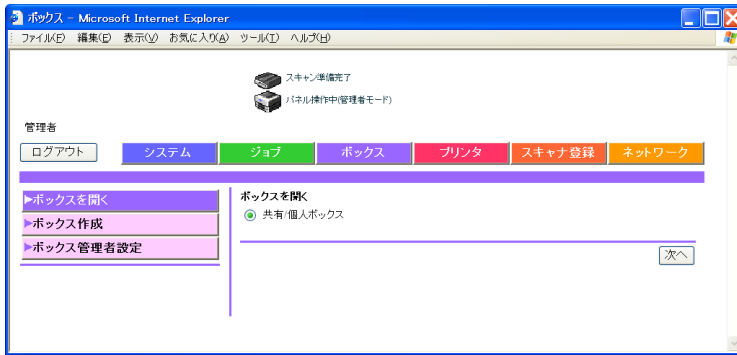 ボックス - Microsoft Internet Explorer
ファイル(F) 編集(E) 表示(V) お気に入り(A) ツール(T) ヘルプ(H)
スキャン準備完了
パネル操作中(管理者モード)
管理者
ログアウト システム ジョブ ボックス プリンタ スキャナ登録 ネットワーク
▶ボックスを開く
▶ボックス作成
▶ボックス管理者設定
ボックスを開く
共有/個人ボックス
次へ